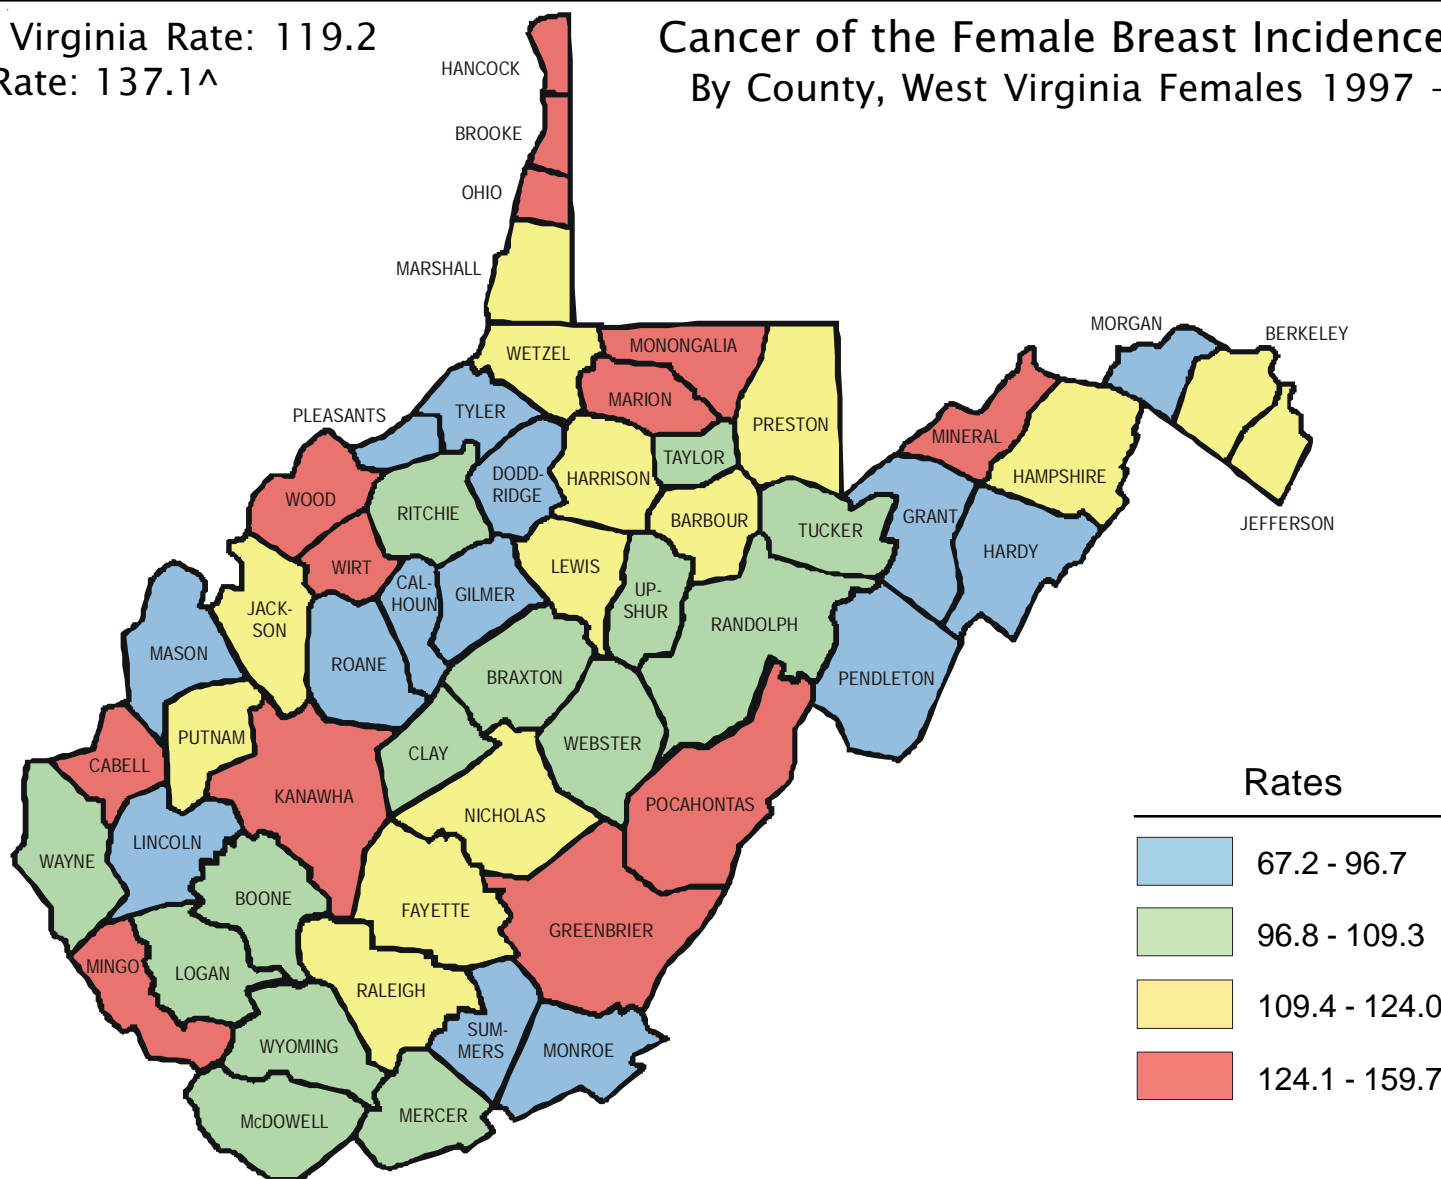 Virginia Rate: 119.2
Rate: 137.1^
Cancer of the Female Breast Incidence
By County, West Virginia Females 1997 -
HANCOCK
BROOKE
OHIO
MARSHALL
WETZEL
MONONGALIA
MARION
PRESTON
MORGAN
BERKELEY
JEFFERSON
MINERAL
HAMPSHIRE
PLEASANTS
TYLER
DODD-
RIDGE
HARRISON
TAYLOR
WOOD
RITCHIE
BARBOUR
TUCKER
GRANT
HARDY
WIRT
CAL-
HOUN
GILMER
LEWIS
UP-
SHUR
RANDOLPH
JACK-
SON
MASON
ROANE
BRAXTON
PENDLETON
PUTNAM
CLAY
WEBSTER
CABELL
KANAWHA
NICHOLAS
POCAHONTAS
LINCOLN
WAYNE
BOONE
FAYETTE
GREENBRIER
MINGO
LOGAN
RALEIGH
WYOMING
SUM-
MERS
MONROE
McDOWELL
MERCER
Rates
67.2 - 96.7
96.8 - 109.3
109.4 - 124.0
124.1 - 159.7